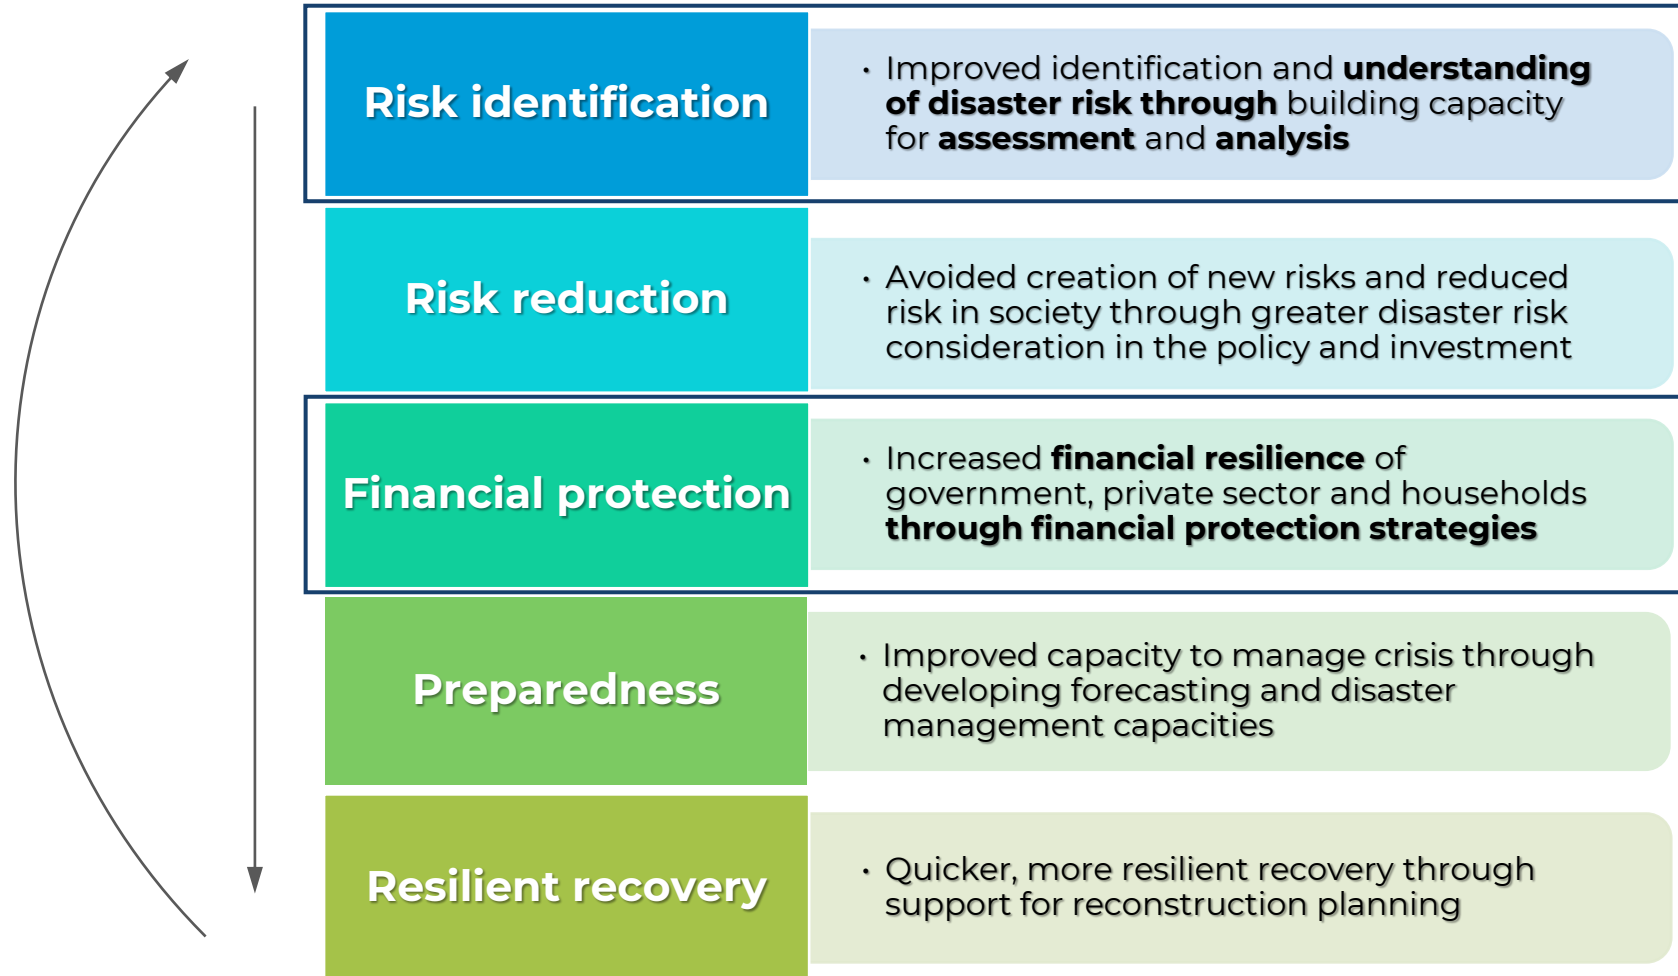 Risk identification
• Improved identification and understanding
of disaster risk through building capacity
for assessment and analysis
Risk reduction
• Avoided creation of new risks and reduced
risk in society through greater disaster risk
consideration in the policy and investment
Financial protection
• Increased financial resilience of
government, private sector and households
through financial protection strategies
Preparedness
• Improved capacity to manage crisis through
developing forecasting and disaster
management capacities
Resilient recovery
• Quicker, more resilient recovery through
support for reconstruction planning